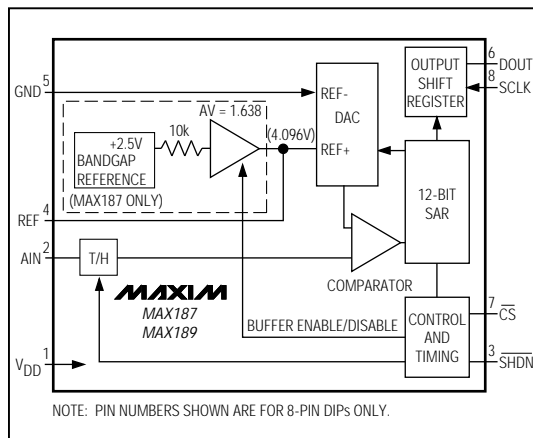 OUTPUT
SHIFT
REGISTER
6
DOUT
8
SCLK
5
GND
REF-
DAC
REF+
AV = 1.638
(4.096V)
10k
+2.5V
BANDGAP
REFERENCE
(MAX187 ONLY)
4
REF
12-BIT
SAR
2
AIN
T/H
COMPARATOR
MAXIM
MAX187
MAX189
BUFFER ENABLE/DISABLE
CONTROL
AND
TIMING
7
CS
3
SHDN
1
VDD
NOTE: PIN NUMBERS SHOWN ARE FOR 8-PIN DIPs ONLY.